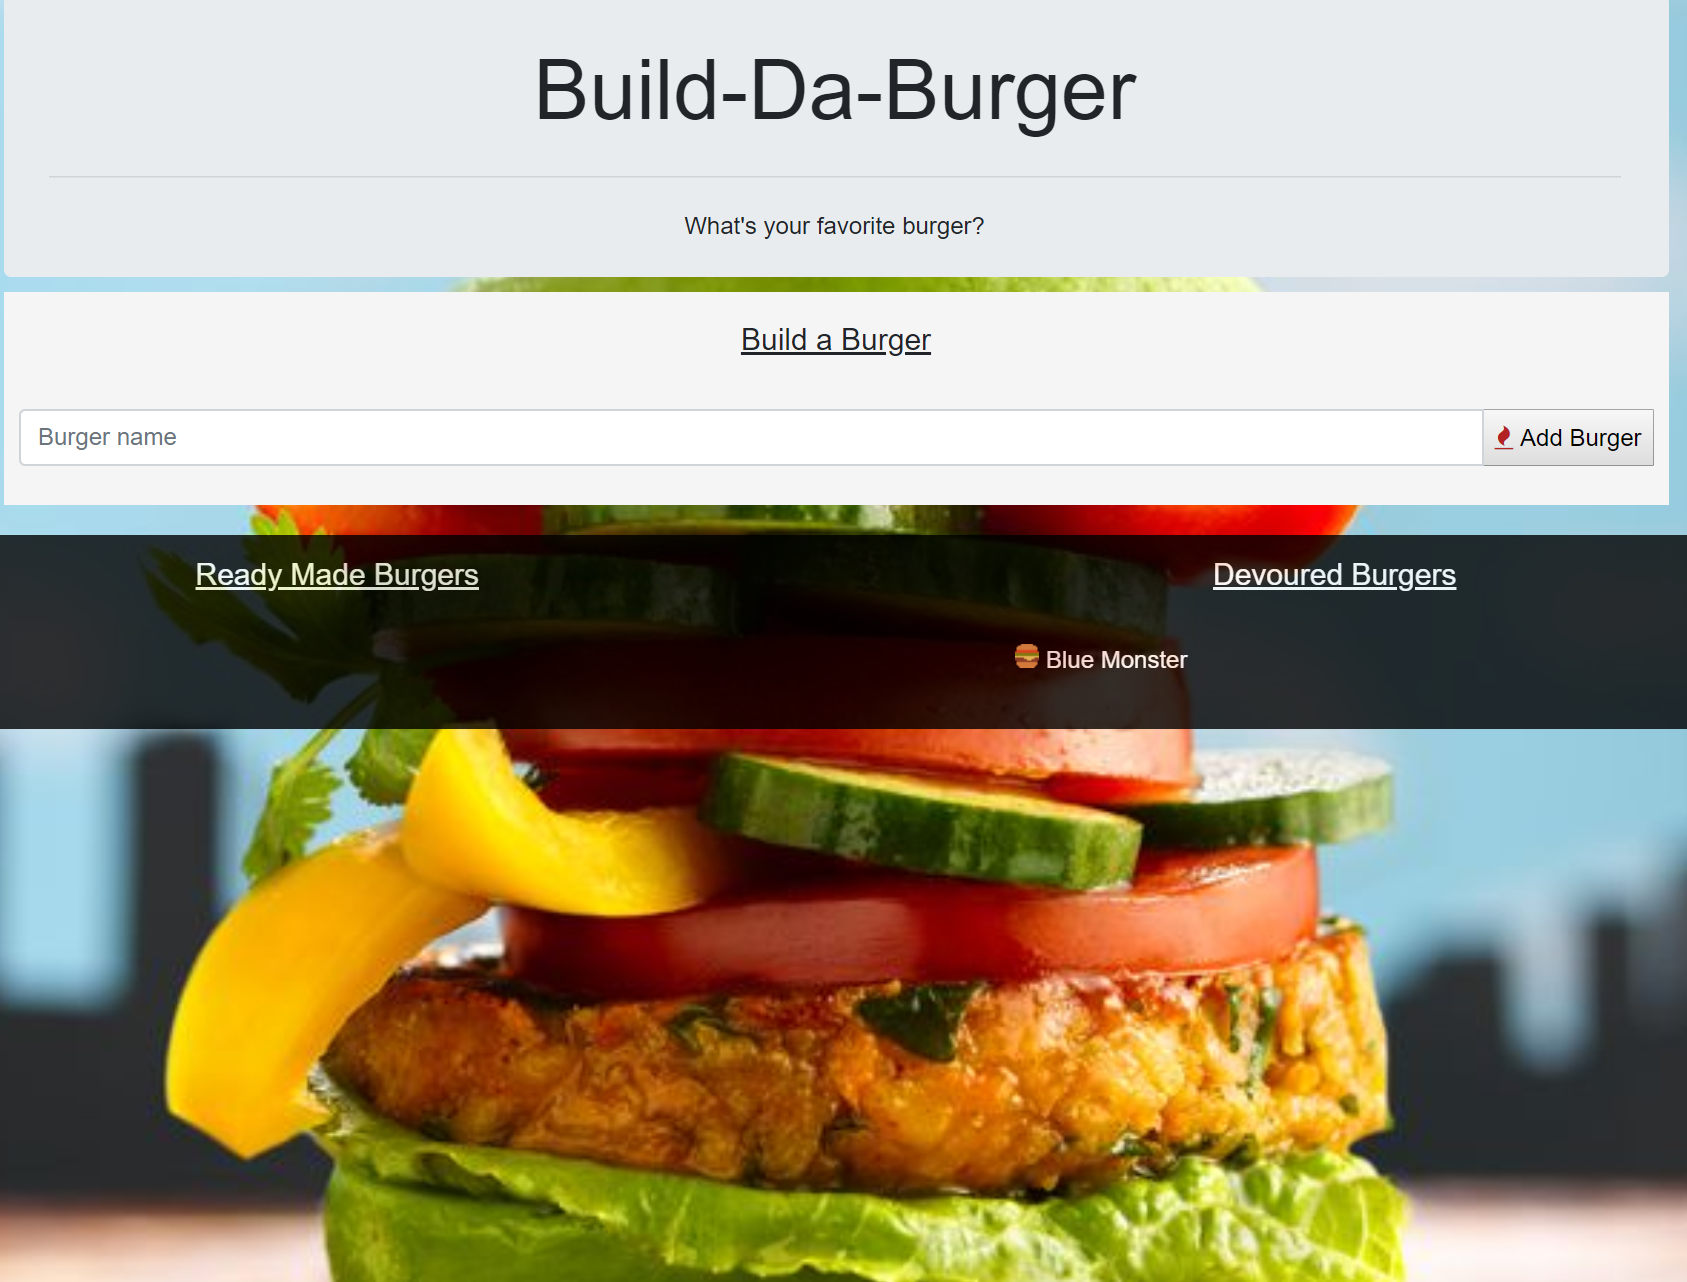 Build-Da-Burger
What's your favorite burger?
Build a Burger
Burger name
Add Burger
Ready Made Burgers
Devoured Burgers
Blue Monster